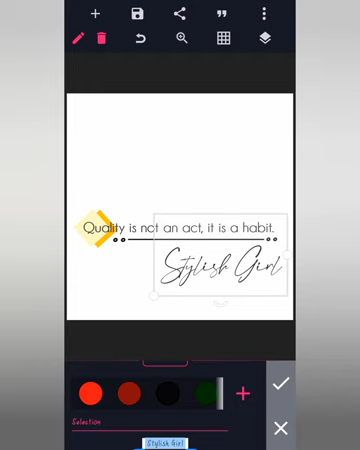 Quality is not an act, it is a habit.
Stylish Girl
Selection
Stylish Girl